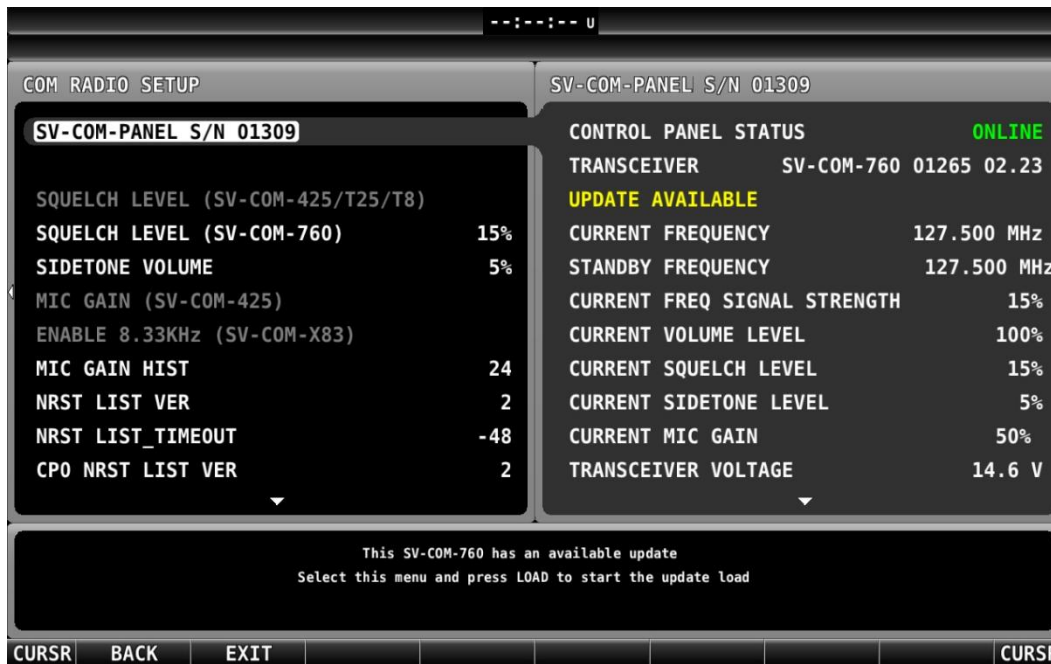 --:--:-- U
COM RADIO SETUP
SV-COM-PANEL S/N 01309
SQUELCH LEVEL (SV-COM-425/T25/T8)
SQUELCH LEVEL (SV-COM-760) 15%
SIDETONE VOLUME 5%
MIC GAIN (SV-COM-425)
ENABLE 8.33KHz (SV-COM-X83)
MIC GAIN HIST 24
NRST LIST VER 2
NRST LIST_TIMEOUT -48
CPO NRST LIST VER 2
SV-COM-PANEL S/N 01309
CONTROL PANEL STATUS ONLINE
TRANSCEIVER SV-COM-760 01265 02.23
UPDATE AVAILABLE
CURRENT FREQUENCY 127.500 MHz
STANDBY FREQUENCY 127.500 MHz
CURRENT FREQ SIGNAL STRENGTH 15%
CURRENT VOLUME LEVEL 100%
CURRENT SQUELCH LEVEL 15%
CURRENT SIDETONE LEVEL 5%
CURRENT MIC GAIN 50%
TRANSCEIVER VOLTAGE 14.6 V
This SV-COM-760 has an available update
Select this menu and press LOAD to start the update load
CURSR BACK EXIT CURS